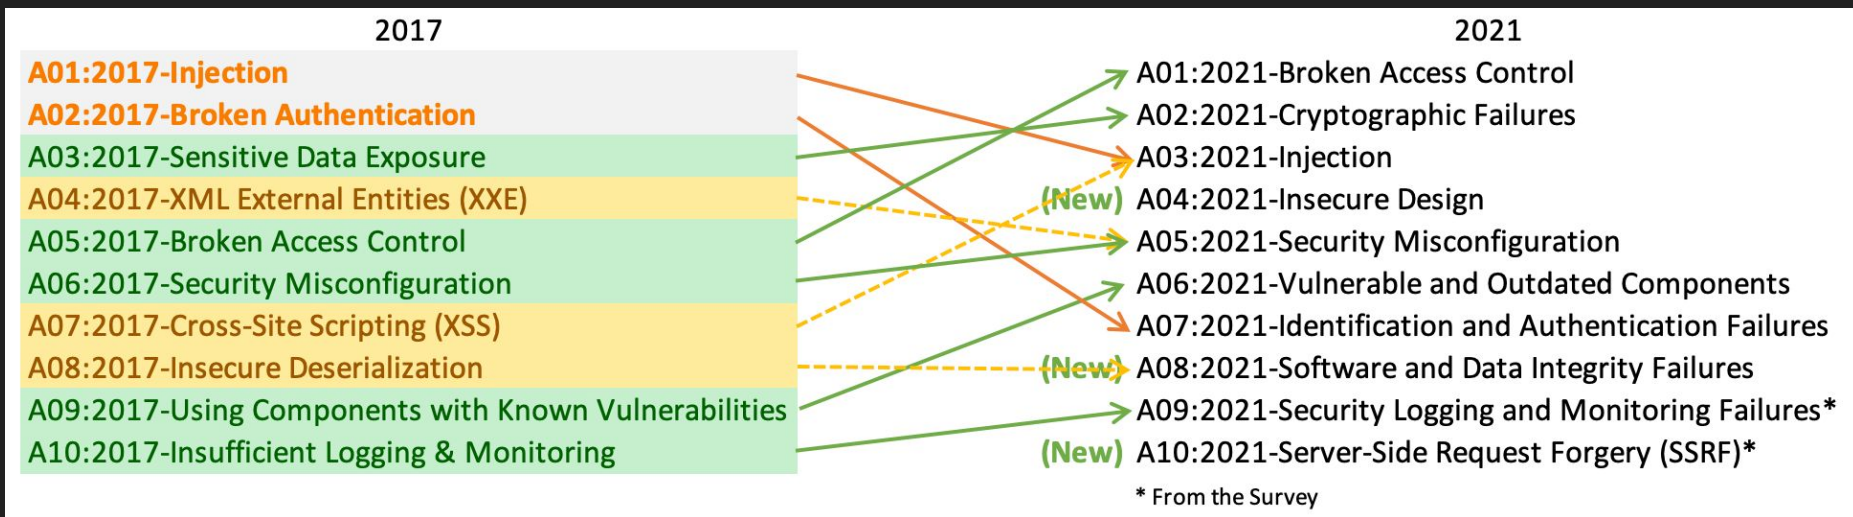 2017
A01:2017-Injection
A02:2017-Broken Authentication
A03:2017-Sensitive Data Exposure
A04:2017-XML External Entities (XXE)
A05:2017-Broken Access Control
A06:2017-Security Misconfiguration
A07:2017-Cross-Site Scripting (XSS)
A08:2017-Insecure Deserialization
A09:2017-Using Components with Known Vulnerabilities
A10:2017-Insufficient Logging & Monitoring
2021
A01:2021-Broken Access Control
A02:2021-Cryptographic Failures
A03:2021-Injection
(New) A04:2021-Insecure Design
A05:2021-Security Misconfiguration
A06:2021-Vulnerable and Outdated Components
A07:2021-Identification and Authentication Failures
(New) A08:2021-Software and Data Integrity Failures
A09:2021-Security Logging and Monitoring Failures*
(New) A10:2021-Server-Side Request Forgery (SSRF)*
* From the Survey